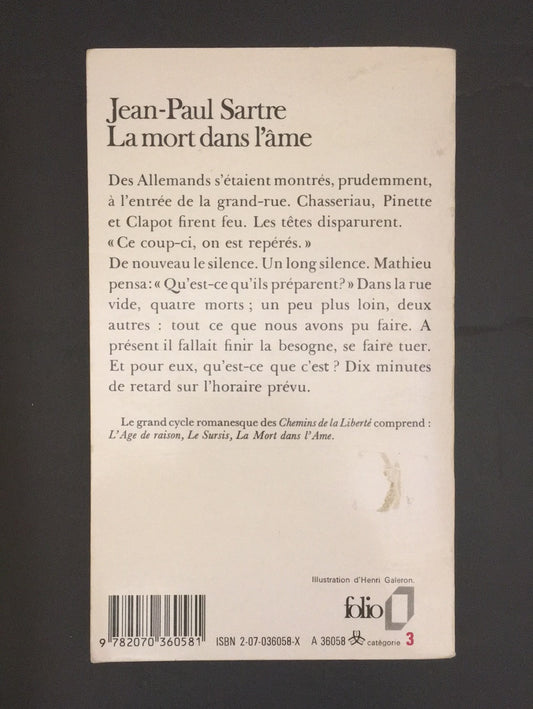 Jean-Paul Sartre
La mort dans l'âme
Des Allemands s'étaient montrés, prudemment,
à l'entrée de la grand-rue. Chasseriau, Pinette
et Clapot firent feu. Les têtes disparurent.
« Ce coup-ci, on est repérés. »
De nouveau le silence. Un long silence. Mathieu
pensa: « Qu'est-ce qu'ils préparent? » Dans la rue
vide, quatre morts ; un peu plus loin, deux
autres : tout ce que nous avons pu faire. A
présent il fallait finir la besogne, se faire tuer.
Et pour eux, qu'est-ce que c'est ? Dix minutes
de retard sur l'horaire prévu.
Le grand cycle romanesque des Chemins de la Liberté comprend :
L'Age de raison, Le Sursis, La Mort dans l'Ame.
Illustration d'Henri Galeron.
folio
9 782070 360581
ISBN 2-07-036058-X A 36058 catégorie 3